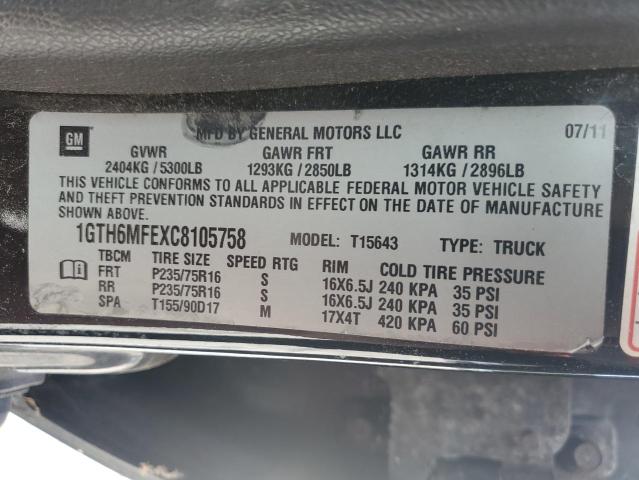 GM
MFD BY GENERAL MOTORS LLC 07/11
GVWR GAWR FRT GAWR RR
2404KG / 5300LB 1293KG / 2850LB 1314KG / 2896LB
THIS VEHICLE CONFORMS TO ALL APPLICABLE FEDERAL MOTOR VEHICLE SAFETY
AND THEFT PREVENTION STANDARDS IN EFFECT ON THE DATE OF MANUFACTURE
SHOWN ABOVE.
1GTH6MFEXC8105758 MODEL: T15643 TYPE: TRUCK
TBCM TIRE SIZE SPEED RTG RIM COLD TIRE PRESSURE
FRT P235/75R16 S 16X6.5J 240 KPA 35 PSI
RR P235/75R16 S 16X6.5J 240 KPA 35 PSI
SPA T155/90D17 M 17X4T 420 KPA 60 PSI